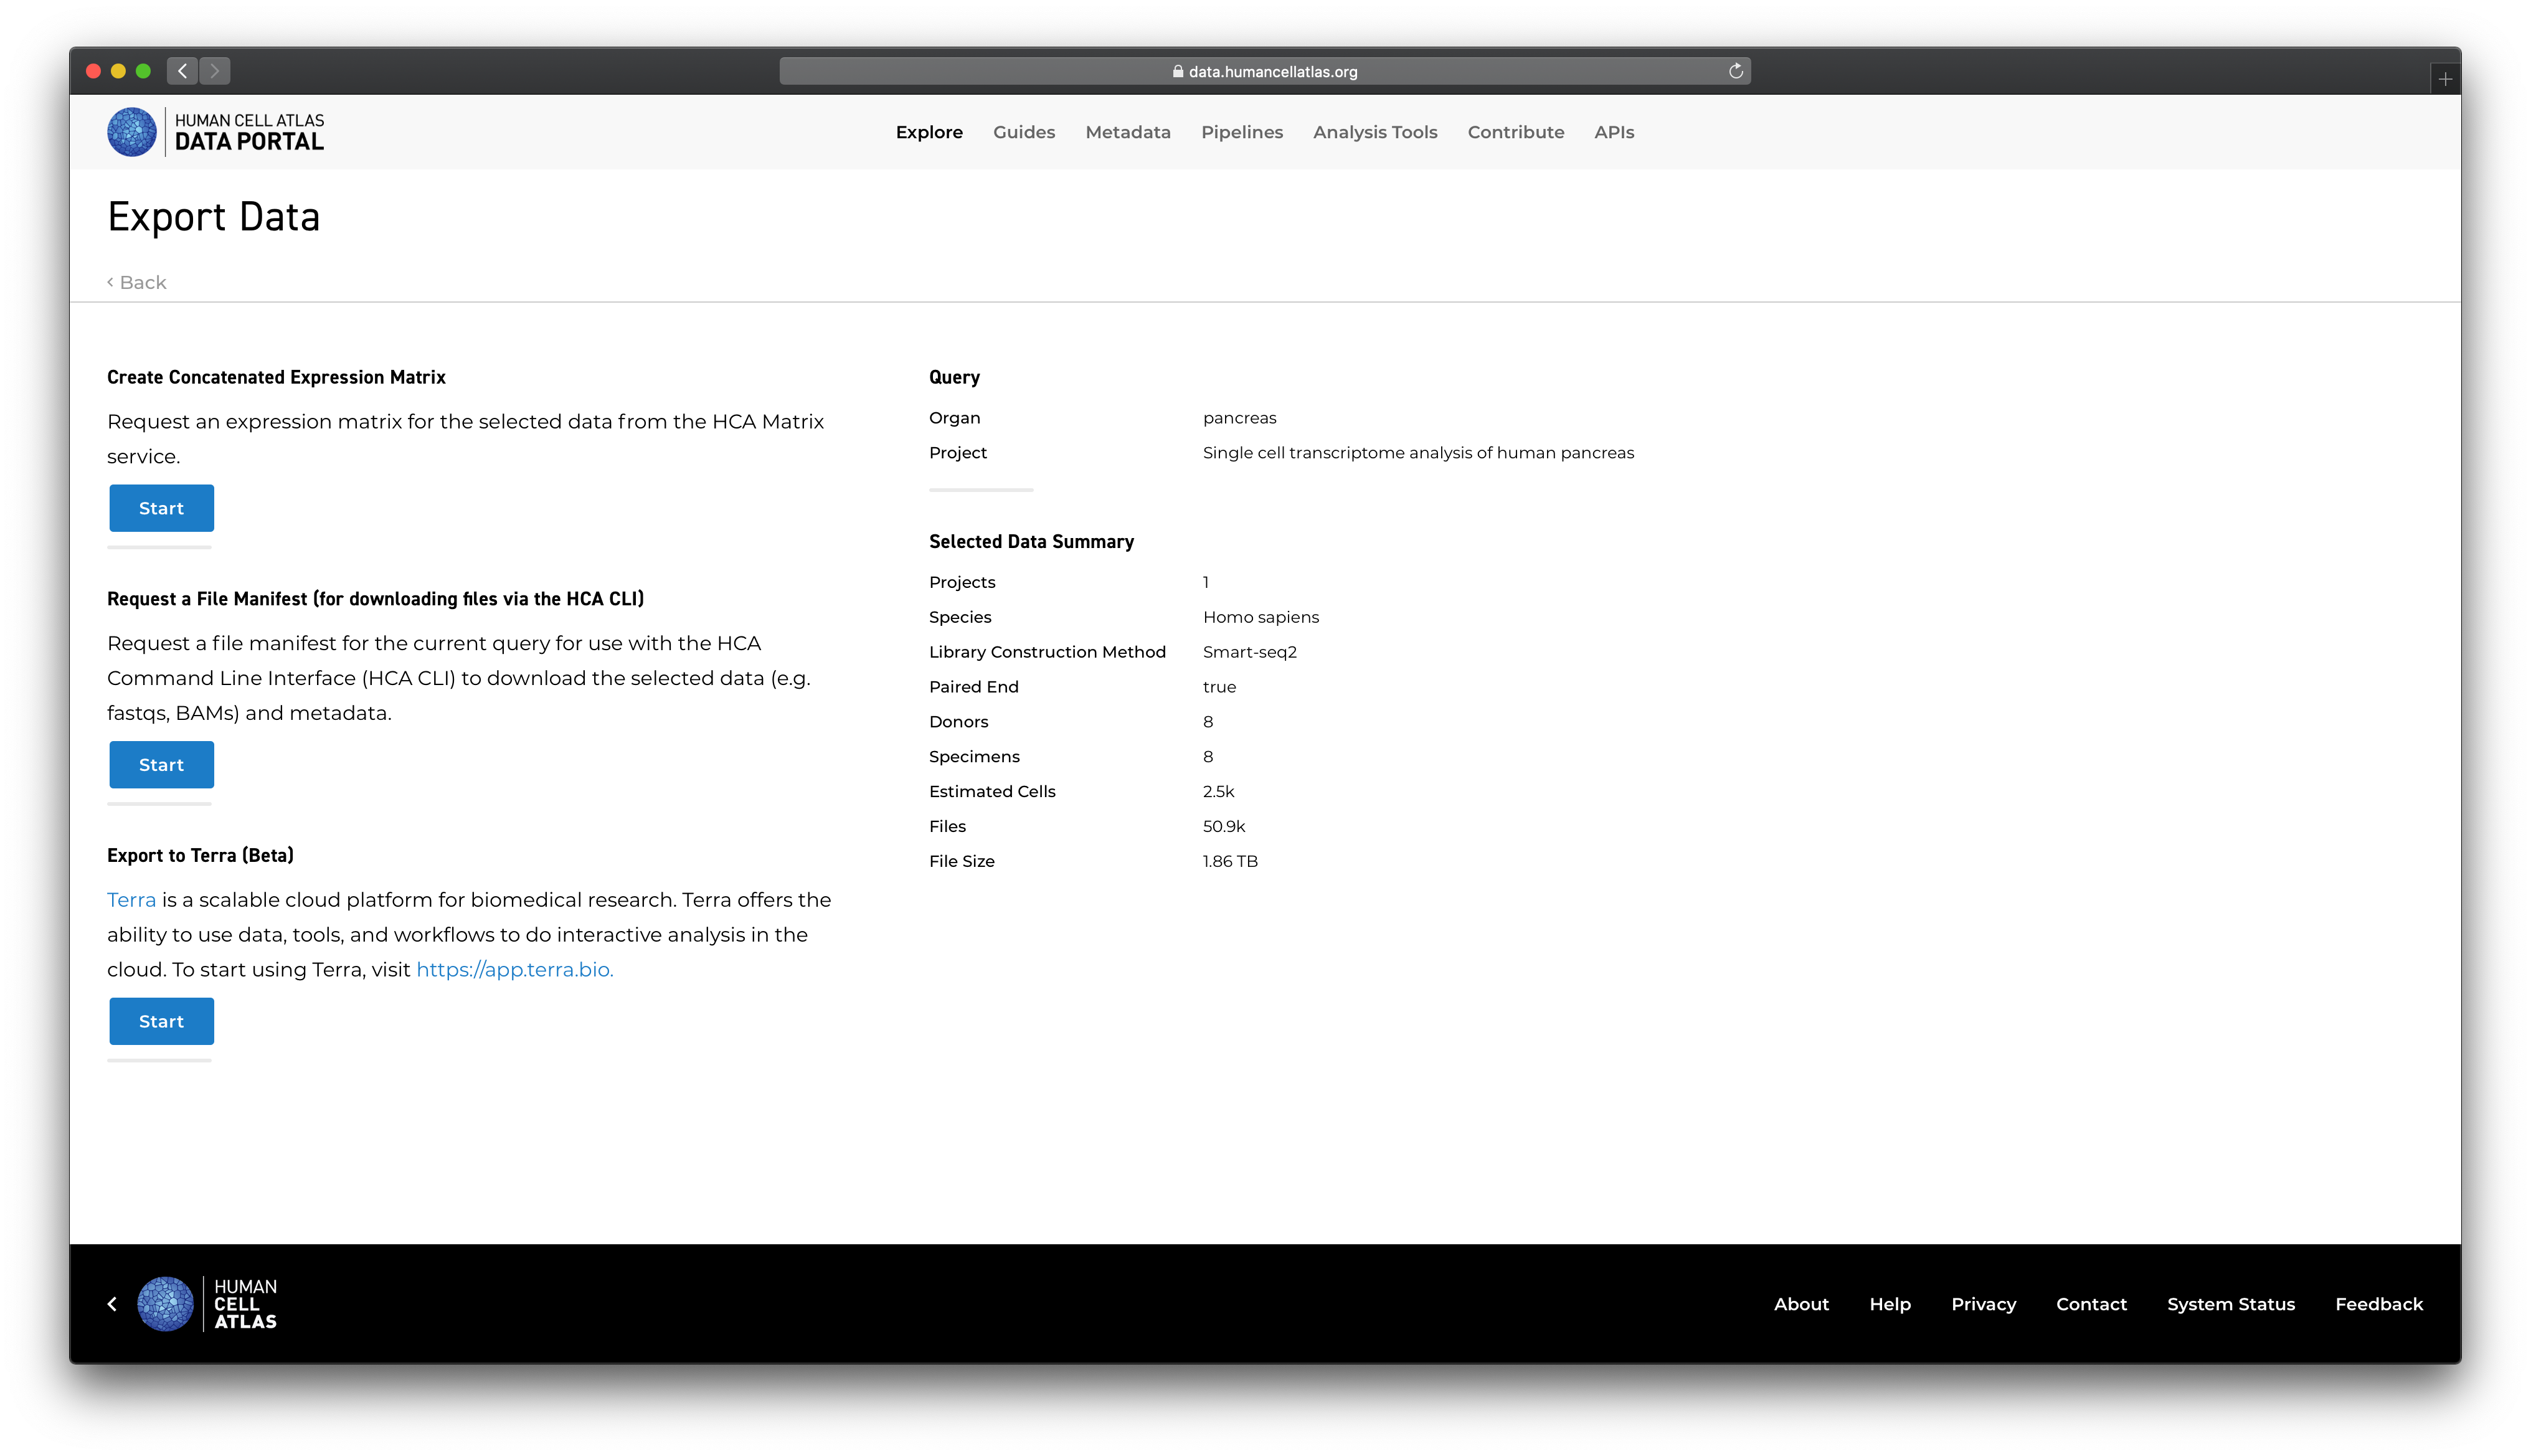 data.humancellatlas.org
HUMAN CELL ATLAS
DATA PORTAL
Explore Guides Metadata Pipelines Analysis Tools Contribute APIs
Export Data
Back
Create Concatenated Expression Matrix
Request an expression matrix for the selected data from the HCA Matrix
service.
Start
Request a File Manifest (for downloading files via the HCA CLI)
Request a file manifest for the current query for use with the HCA
Command Line Interface (HCA CLI) to download the selected data (e.g.
fastqs, BAMs) and metadata.
Start
Export to Terra (Beta)
Terra is a scalable cloud platform for biomedical research. Terra offers the
ability to use data, tools, and workflows to do interactive analysis in the
cloud. To start using Terra, visit https://app.terra.bio.
Start
Query
Organ pancreas
Project Single cell transcriptome analysis of human pancreas
Selected Data Summary
Projects 1
Species Homo sapiens
Library Construction Method Smart-seq2
Paired End true
Donors 8
Specimens 8
Estimated Cells 2.5k
Files 50.9k
File Size 1.86 TB
HUMAN
CELL
ATLAS
About Help Privacy Contact System Status Feedback